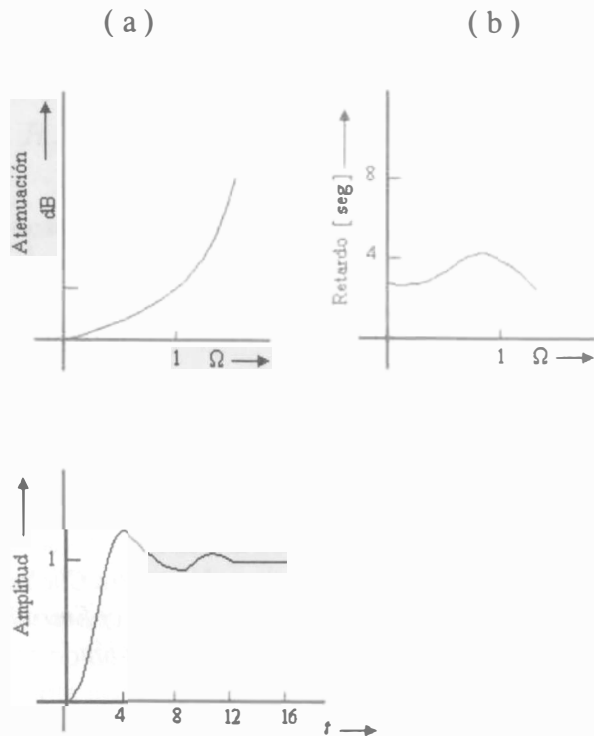 ( a )
( b )
Atenuación
dB
1 Ω
Retardo [ seg ]
8
4
1 Ω
Amplitud
1
4 8 12 16
t